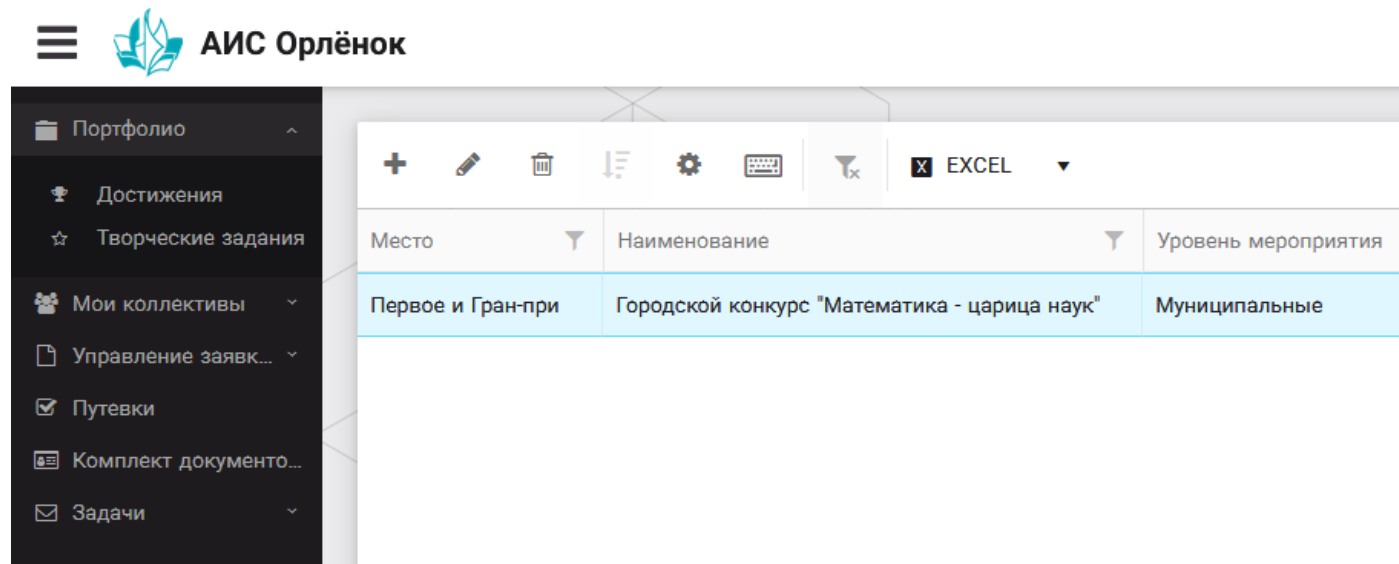 АИС Орлёнок
Портфолио
Достижения
Творческие задания
Мои коллективы
Управление заявк...
Путевки
Комплект документо...
Задачи
X EXCEL
Место Наименование Уровень мероприятия
Первое и Гран-при Городской конкурс "Математика - царица наук" Муниципальные